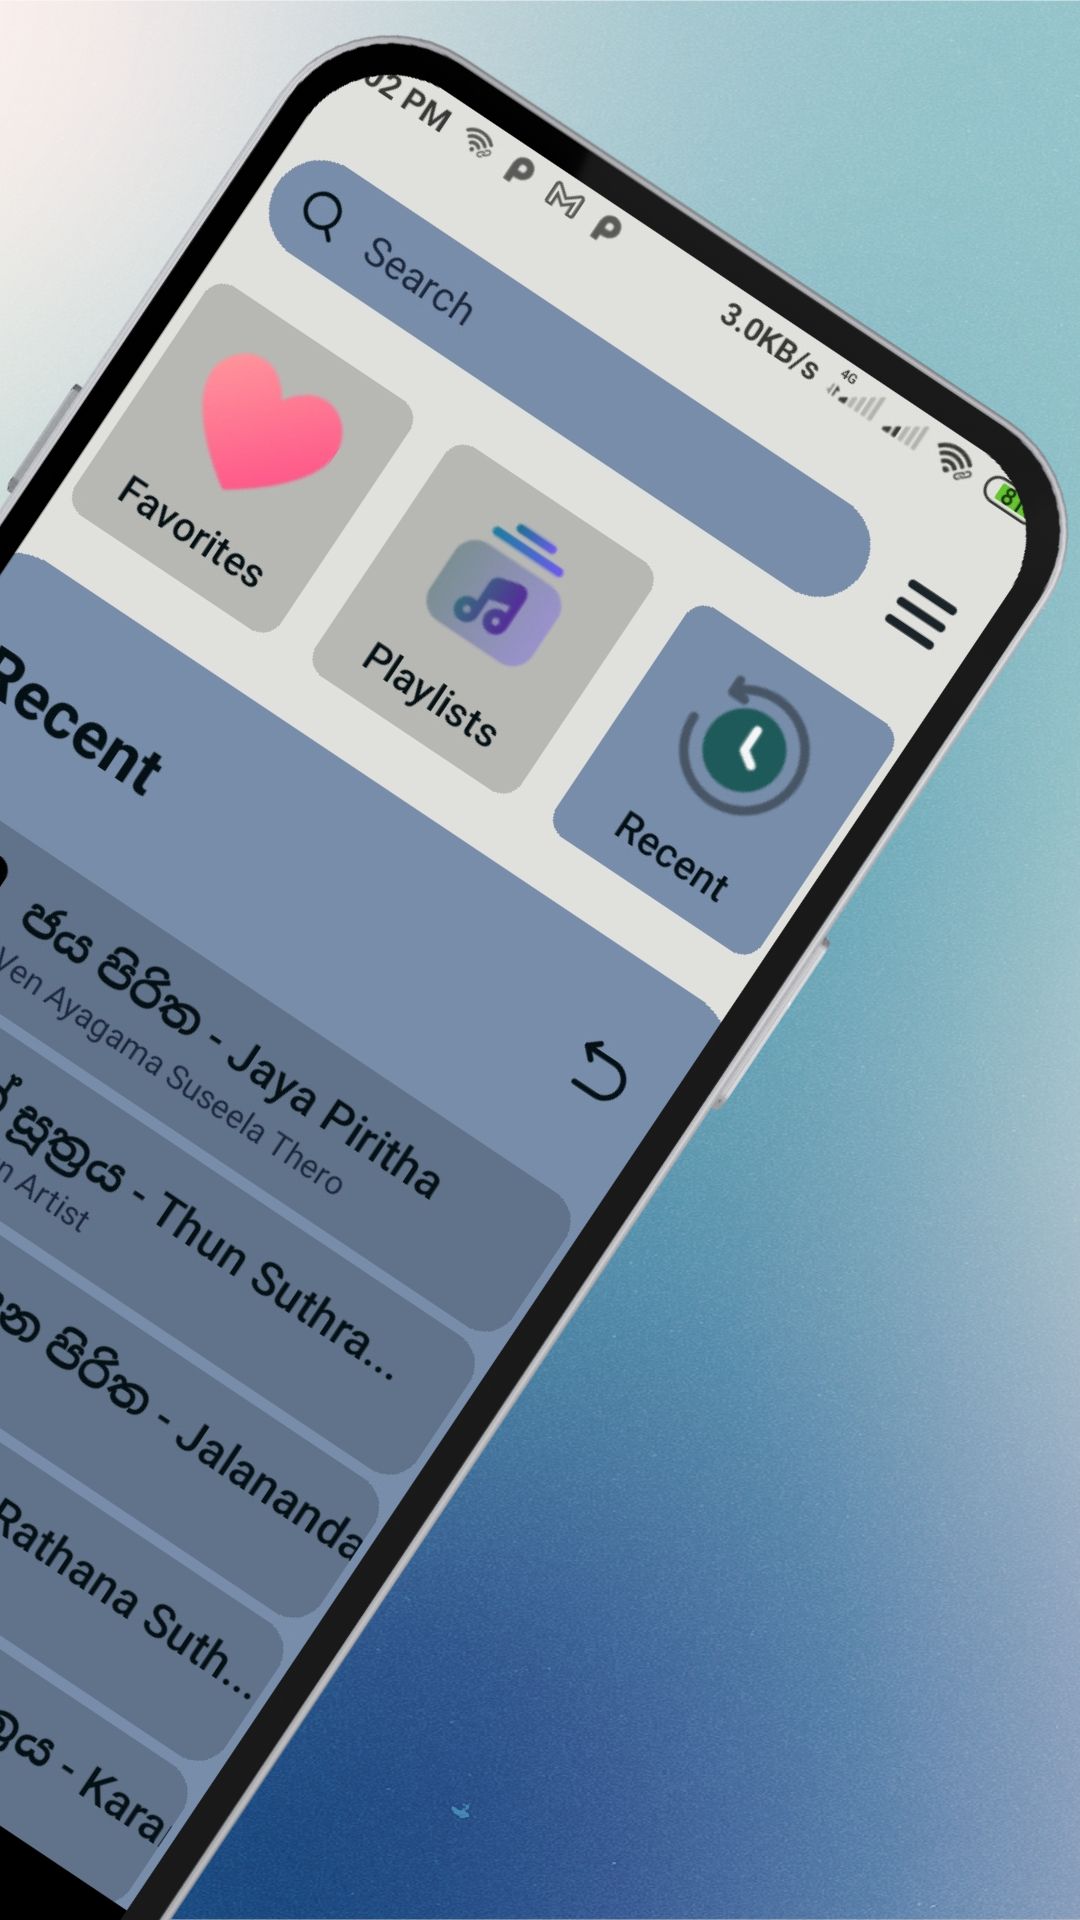 02 PM
3.0KB/s
4G
Search
Favorites
Playlists
Recent
Recent
ජය පිරිත - Jaya Piritha
Ven Ayagama Suseela Thero
සූත්‍රය - Thun Suthra...
Artist
පිරිත - Jalananda
Rathana Suth...
- Kara